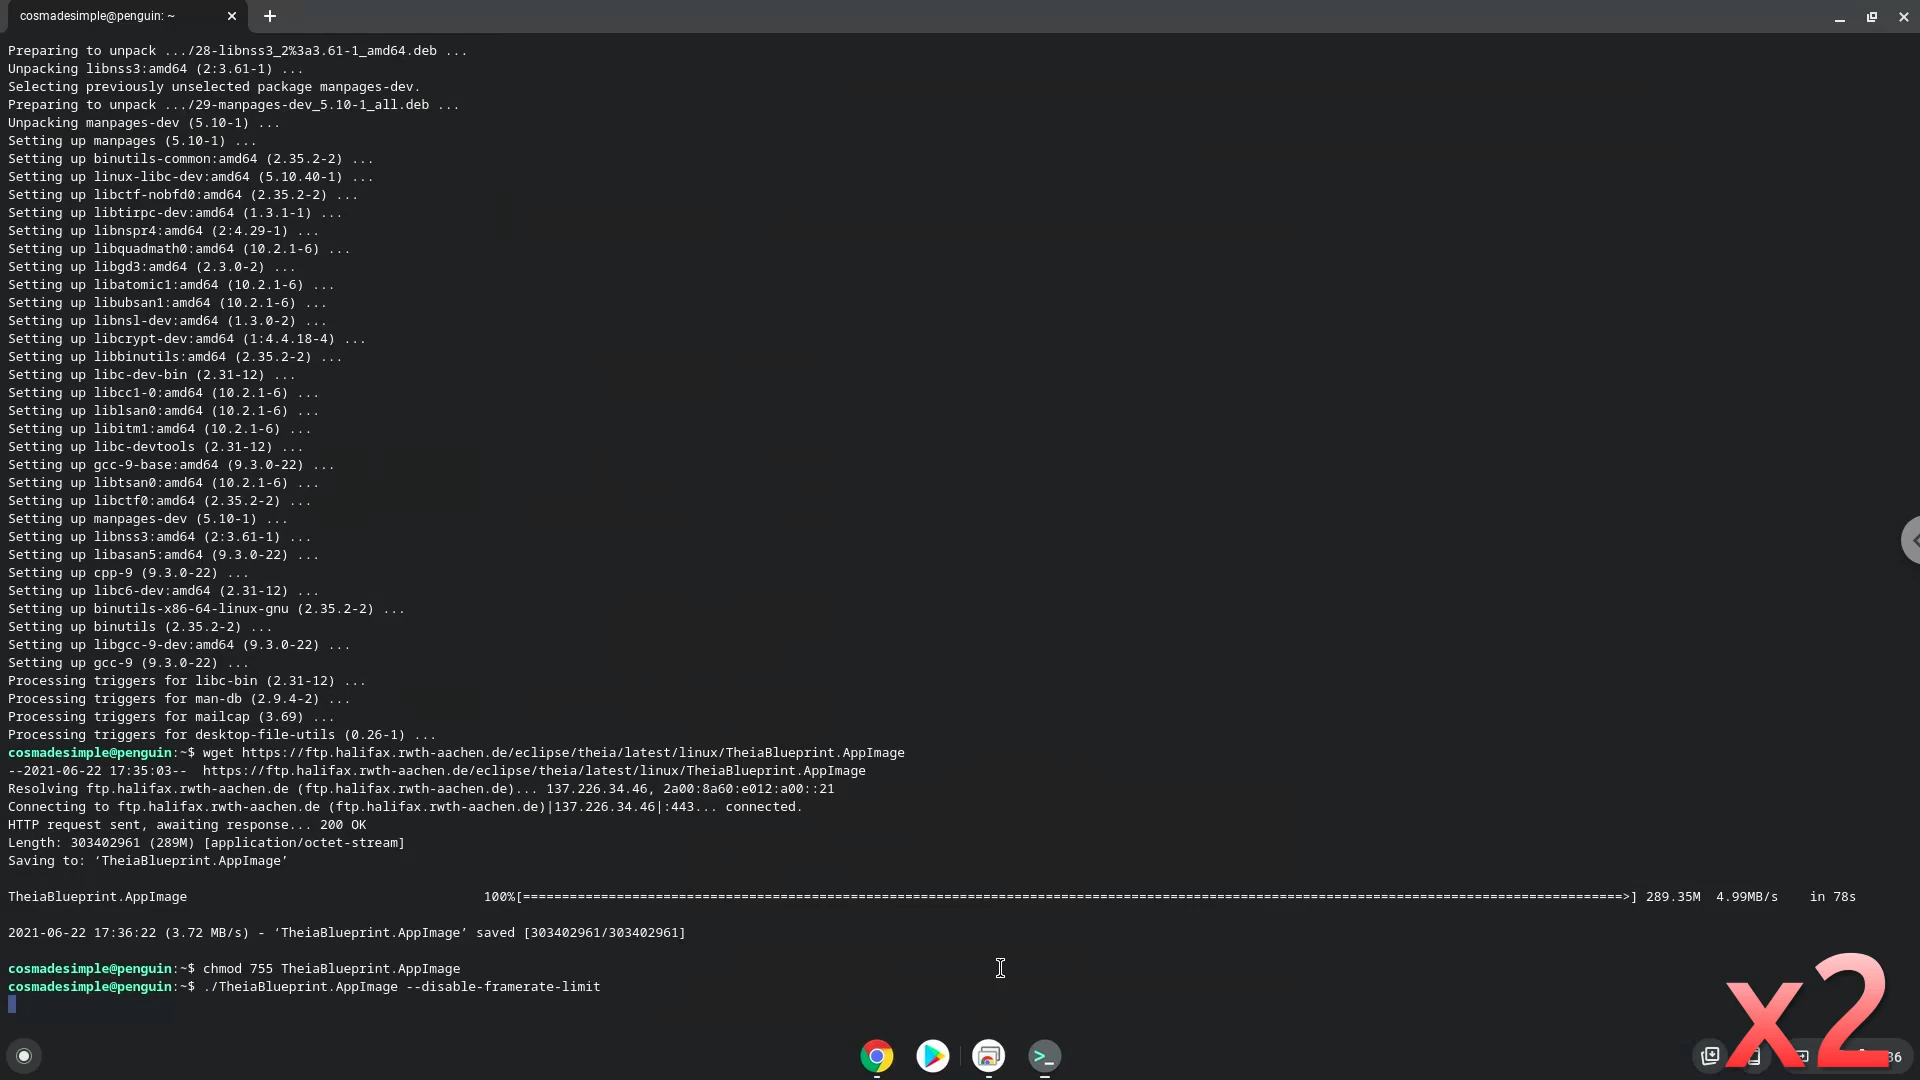 cosmadesimple@penguin: ~
Preparing to unpack .../28-libnss3_2%3a3.61-1_amd64.deb ...
Unpacking libnss3:amd64 (2:3.61-1) ...
Selecting previously unselected package manpages-dev.
Preparing to unpack .../29-manpages-dev_5.10-1_all.deb ...
Unpacking manpages-dev (5.10-1) ...
Setting up manpages (5.10-1) ...
Setting up binutils-common:amd64 (2.35.2-2) ...
Setting up linux-libc-dev:amd64 (5.10.40-1) ...
Setting up libctf-nobfd0:amd64 (2.35.2-2) ...
Setting up libtirpc-dev:amd64 (1.3.1-1) ...
Setting up libnspr4:amd64 (2:4.29-1) ...
Setting up libquadmath0:amd64 (10.2.1-6) ...
Setting up libgd3:amd64 (2.3.0-2) ...
Setting up libatomic1:amd64 (10.2.1-6) ...
Setting up libubsan1:amd64 (10.2.1-6) ...
Setting up libnsl-dev:amd64 (1.3.0-2) ...
Setting up libcrypt-dev:amd64 (1:4.4.18-4) ...
Setting up libbinutils:amd64 (2.35.2-2) ...
Setting up libc-dev-bin (2.31-12) ...
Setting up libcc1-0:amd64 (10.2.1-6) ...
Setting up liblsan0:amd64 (10.2.1-6) ...
Setting up libitm1:amd64 (10.2.1-6) ...
Setting up libc-devtools (2.31-12) ...
Setting up gcc-9-base:amd64 (9.3.0-22) ...
Setting up libtsan0:amd64 (10.2.1-6) ...
Setting up libctf0:amd64 (2.35.2-2) ...
Setting up manpages-dev (5.10-1) ...
Setting up libnss3:amd64 (2:3.61-1) ...
Setting up libasan5:amd64 (9.3.0-22) ...
Setting up cpp-9 (9.3.0-22) ...
Setting up libc6-dev:amd64 (2.31-12) ...
Setting up binutils-x86-64-linux-gnu (2.35.2-2) ...
Setting up binutils (2.35.2-2) ...
Setting up libgcc-9-dev:amd64 (9.3.0-22) ...
Setting up gcc-9 (9.3.0-22) ...
Processing triggers for libc-bin (2.31-12) ...
Processing triggers for man-db (2.9.4-2) ...
Processing triggers for mailcap (3.69) ...
Processing triggers for desktop-file-utils (0.26-1) ...
cosmadesimple@penguin:~$ wget https://ftp.halifax.rwth-aachen.de/eclipse/theia/latest/linux/TheiaBlueprint.AppImage
--2021-06-22 17:35:03--  https://ftp.halifax.rwth-aachen.de/eclipse/theia/latest/linux/TheiaBlueprint.AppImage
Resolving ftp.halifax.rwth-aachen.de (ftp.halifax.rwth-aachen.de)... 137.226.34.46, 2a00:8a60:e012:a00::21
Connecting to ftp.halifax.rwth-aachen.de (ftp.halifax.rwth-aachen.de)|137.226.34.46|:443... connected.
HTTP request sent, awaiting response... 200 OK
Length: 303402961 (289M) [application/octet-stream]
Saving to: ‘TheiaBlueprint.AppImage’
TheiaBlueprint.AppImage 100%[=============================================================================================================================================>] 289.35M 4.99MB/s in 78s
2021-06-22 17:36:22 (3.72 MB/s) - ‘TheiaBlueprint.AppImage’ saved [303402961/303402961]
cosmadesimple@penguin:~$ chmod 755 TheiaBlueprint.AppImage
cosmadesimple@penguin:~$ ./TheiaBlueprint.AppImage --disable-framerate-limit
x2